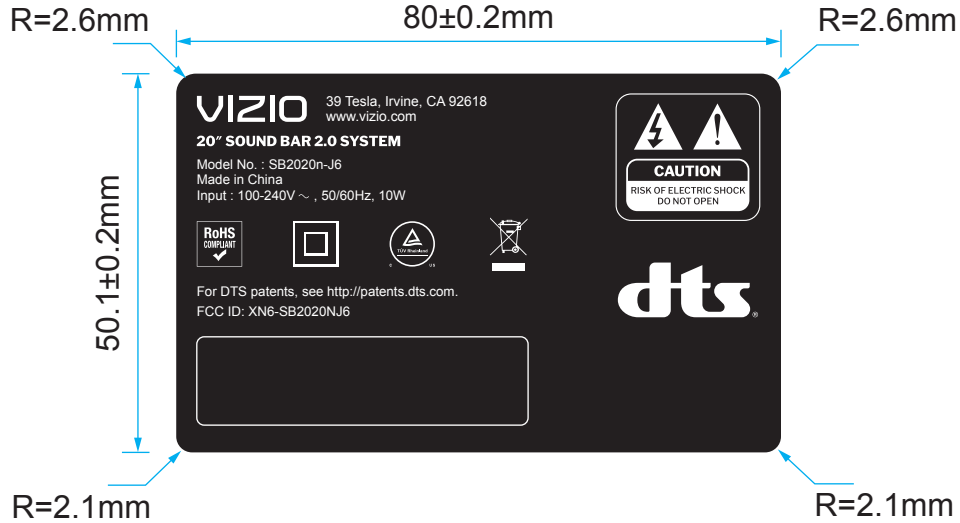 R=2.6mm
80±0.2mm
R=2.6mm
50.1±0.2mm
VIZIO
39 Tesla, Irvine, CA 92618
www.vizio.com
20″ SOUND BAR 2.0 SYSTEM
Model No. : SB2020n-J6
Made in China
Input : 100-240V ～ , 50/60Hz, 10W
RoHS
COMPLIANT
TÜV Rheinland
C US
For DTS patents, see http://patents.dts.com.
FCC ID: XN6-SB2020NJ6
CAUTION
RISK OF ELECTRIC SHOCK
DO NOT OPEN
dts®
R=2.1mm
R=2.1mm